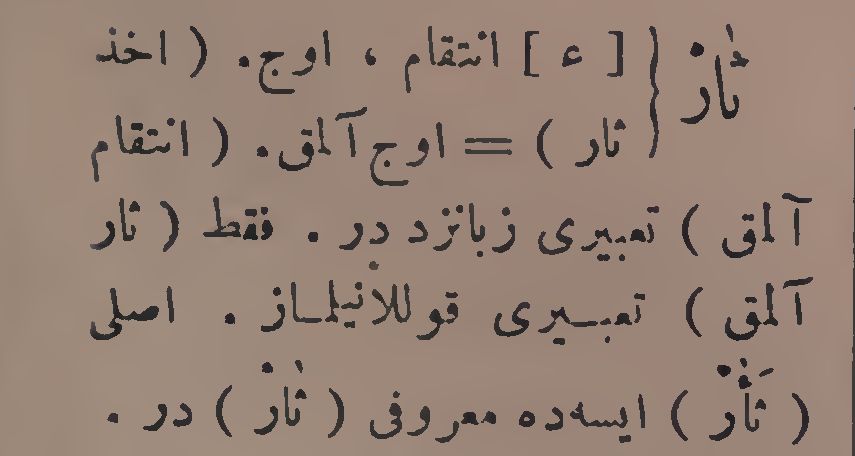 ثار { [ ء ] انتقام ، اوج. ( اخذ
ثار ) = اوج آلمق. ( انتقام
آلمق ) تعبیری زبانزد در . فقط ( ثار
آلمق ) تعبیری قوللانیلماز . اصلی
( ثَأْر ) ایسه‌ده معروفی ( ثار ) در .